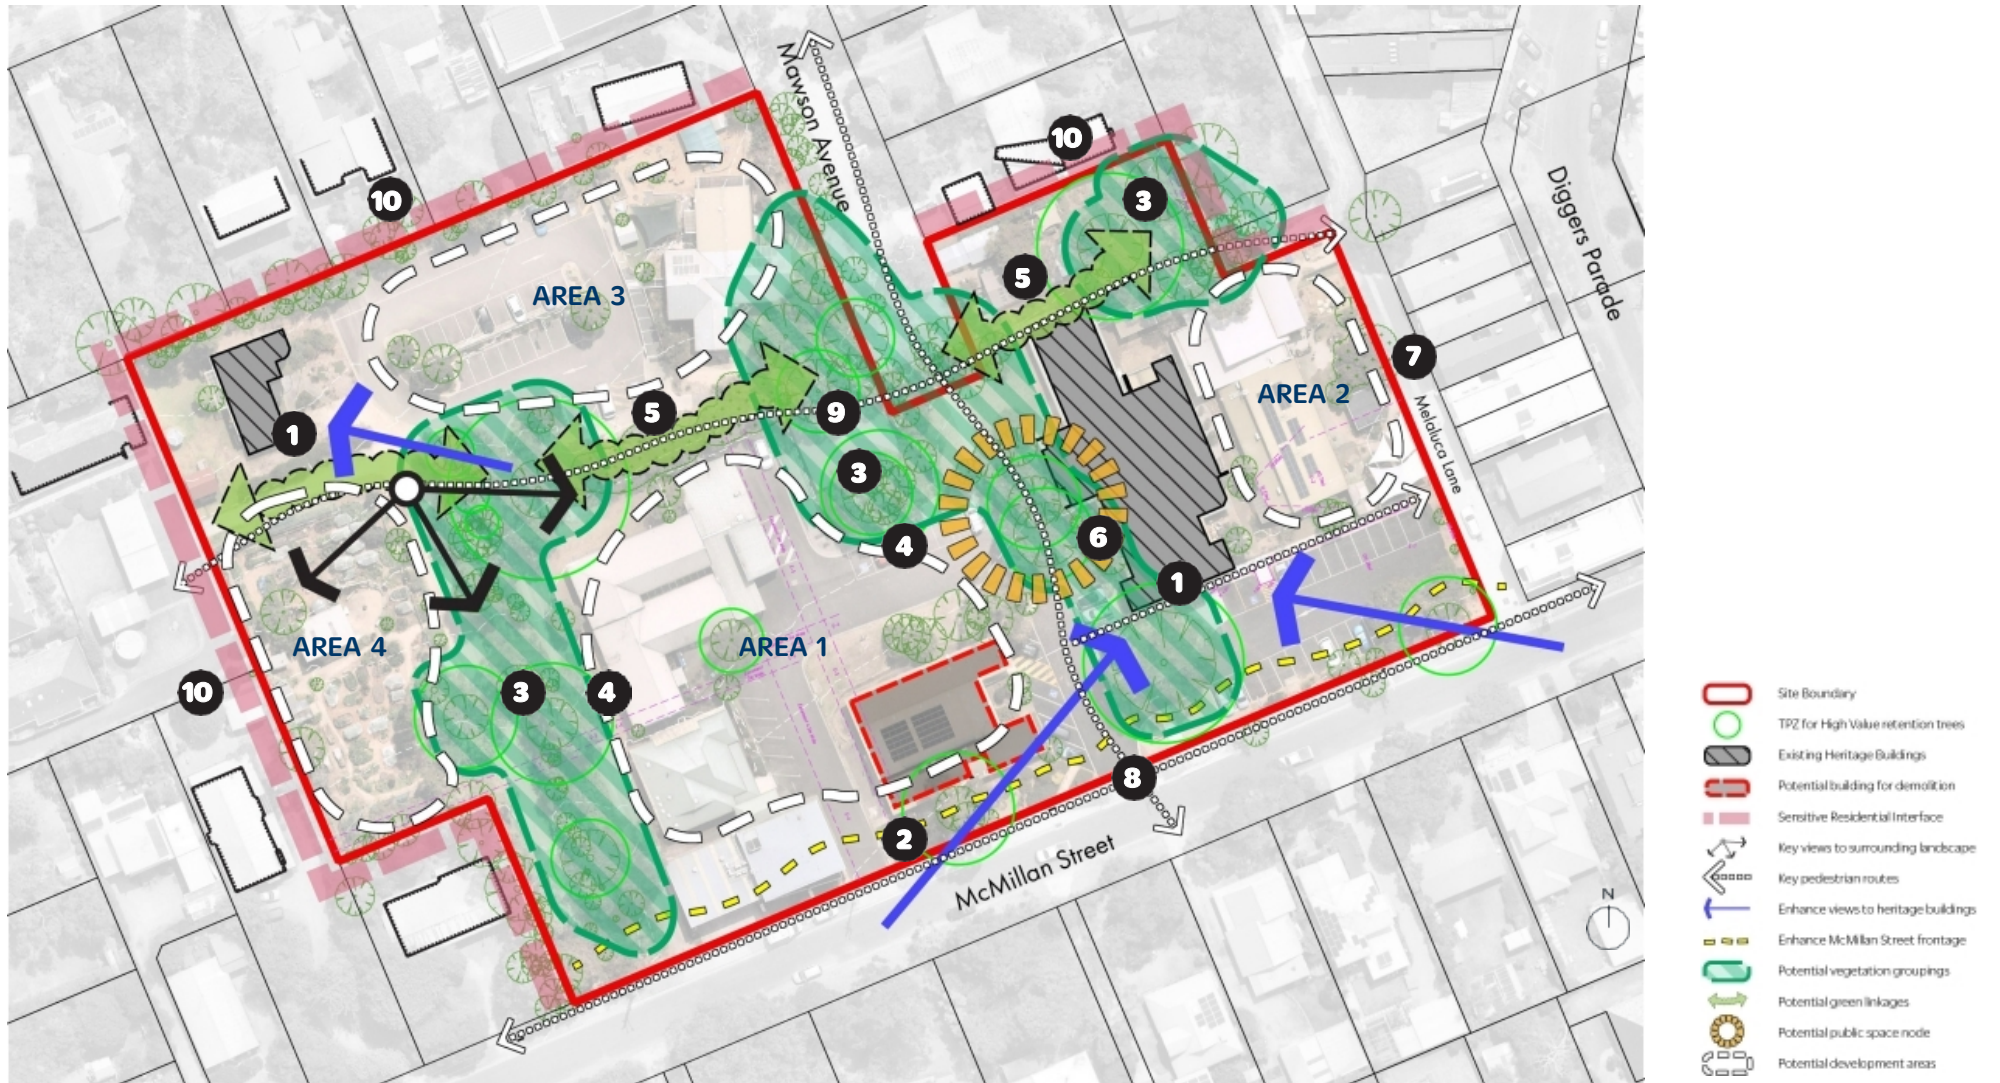 Mawson Avenue
10
10
3
Diggers Parade
5
AREA 3
7
AREA 2
5
9
1
Melaluca Lane
3
4
6
1
AREA 4
AREA 1
10
3
4
8
2
McMillan Street
N
Site Boundary
TPZ for High Value retention trees
Existing Heritage Buildings
Potential building for demolition
Sensitive Residential Interface
Key views to surrounding landscape
Key pedestrian routes
Enhance views to heritage buildings
Enhance McMillan Street frontage
Potential vegetation groupings
Potential green linkages
Potential public space node
Potential development areas